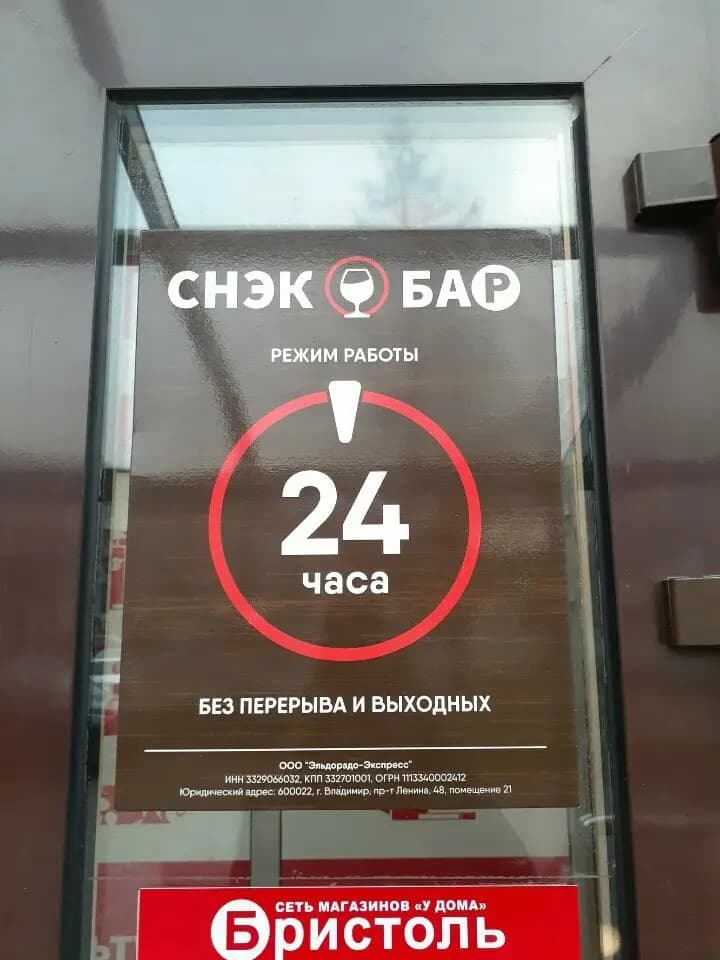 СНЭК БАР
РЕЖИМ РАБОТЫ
24
часа
БЕЗ ПЕРЕРЫВА И ВЫХОДНЫХ
ООО "Эльдорадо-Экспресс"
ИНН 3329066032, КПП 332701001, ОГРН 1113340002412
Юридический адрес: 600022, г. Владимир, пр-т Ленина, 48, помещение 21
СЕТЬ МАГАЗИНОВ «У ДОМА»
Бристоль